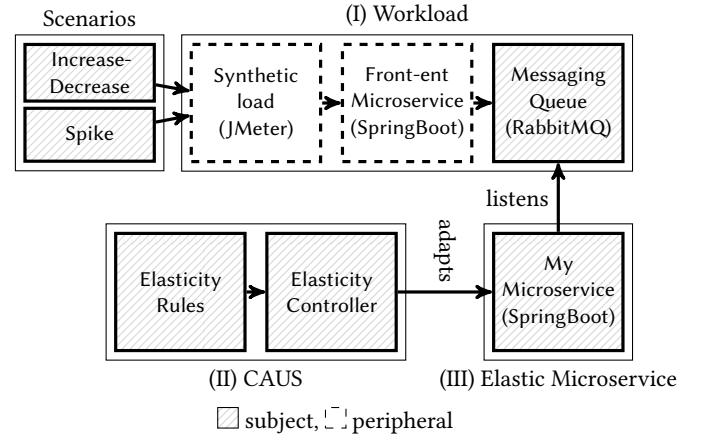 Scenarios
(I) Workload
Increase-
Decrease
Spike
Synthetic
load
(JMeter)
Front-ent
Microservice
(SpringBoot)
Messaging
Queue
(RabbitMQ)
listens
adapts
Elasticity
Rules
Elasticity
Controller
My
Microservice
(SpringBoot)
(II) CAUS
(III) Elastic Microservice
subject, peripheral